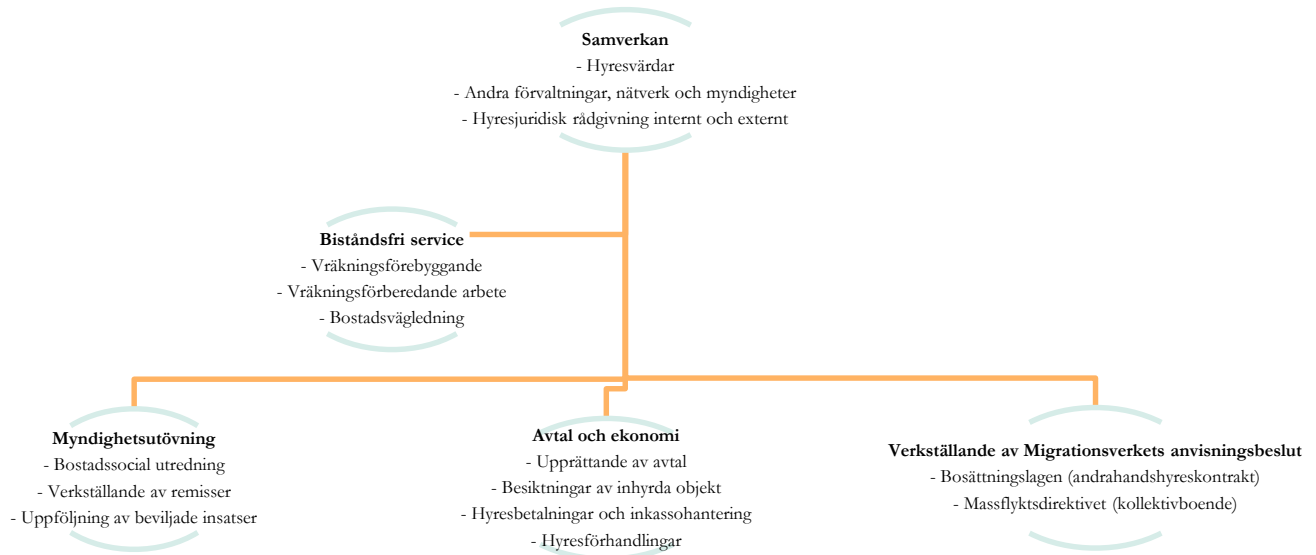 Samverkan
- Hyresvärdar
- Andra förvaltningar, nätverk och myndigheter
- Hyresjuridisk rådgivning internt och externt
Biståndsfri service
- Vräkningsförebyggande
- Vräkningsförberedande arbete
- Bostadsvägledning
Myndighetsutövning
- Bostadssocial utredning
- Verkställande av remisser
- Uppföljning av beviljade insatser
Avtal och ekonomi
- Upprättande av avtal
- Besiktningar av inhyrda objekt
- Hyresbetalningar och inkassohantering
- Hyresförhandlingar
Verkställande av Migrationsverkets anvisningsbeslut
- Bosättningslagen (andrahandshyreskontrakt)
- Massflyktsdirektivet (kollektivboende)